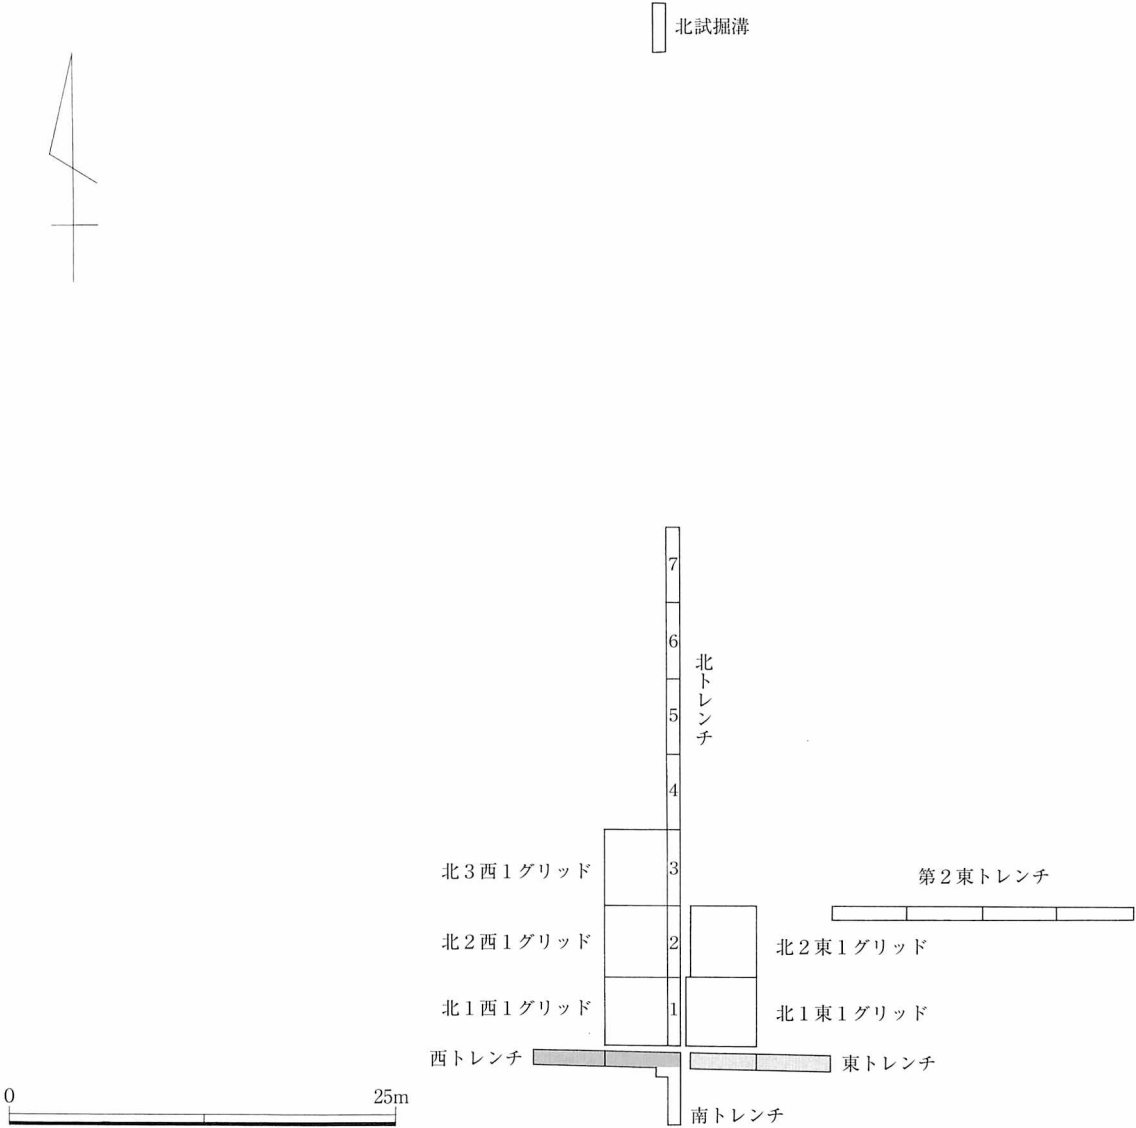 北試掘溝
7
6
北トレンチ
5
4
北3西1グリッド
3
第2東トレンチ
北2西1グリッド
2
北2東1グリッド
北1西1グリッド
1
北1東1グリッド
西トレンチ
東トレンチ
0
25m
南トレンチ